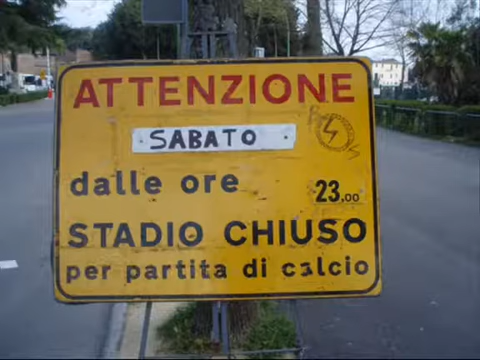 ATTENZIONE
SABATO
dalle ore 23,00
STADIO CHIUSO
per partita di calcio